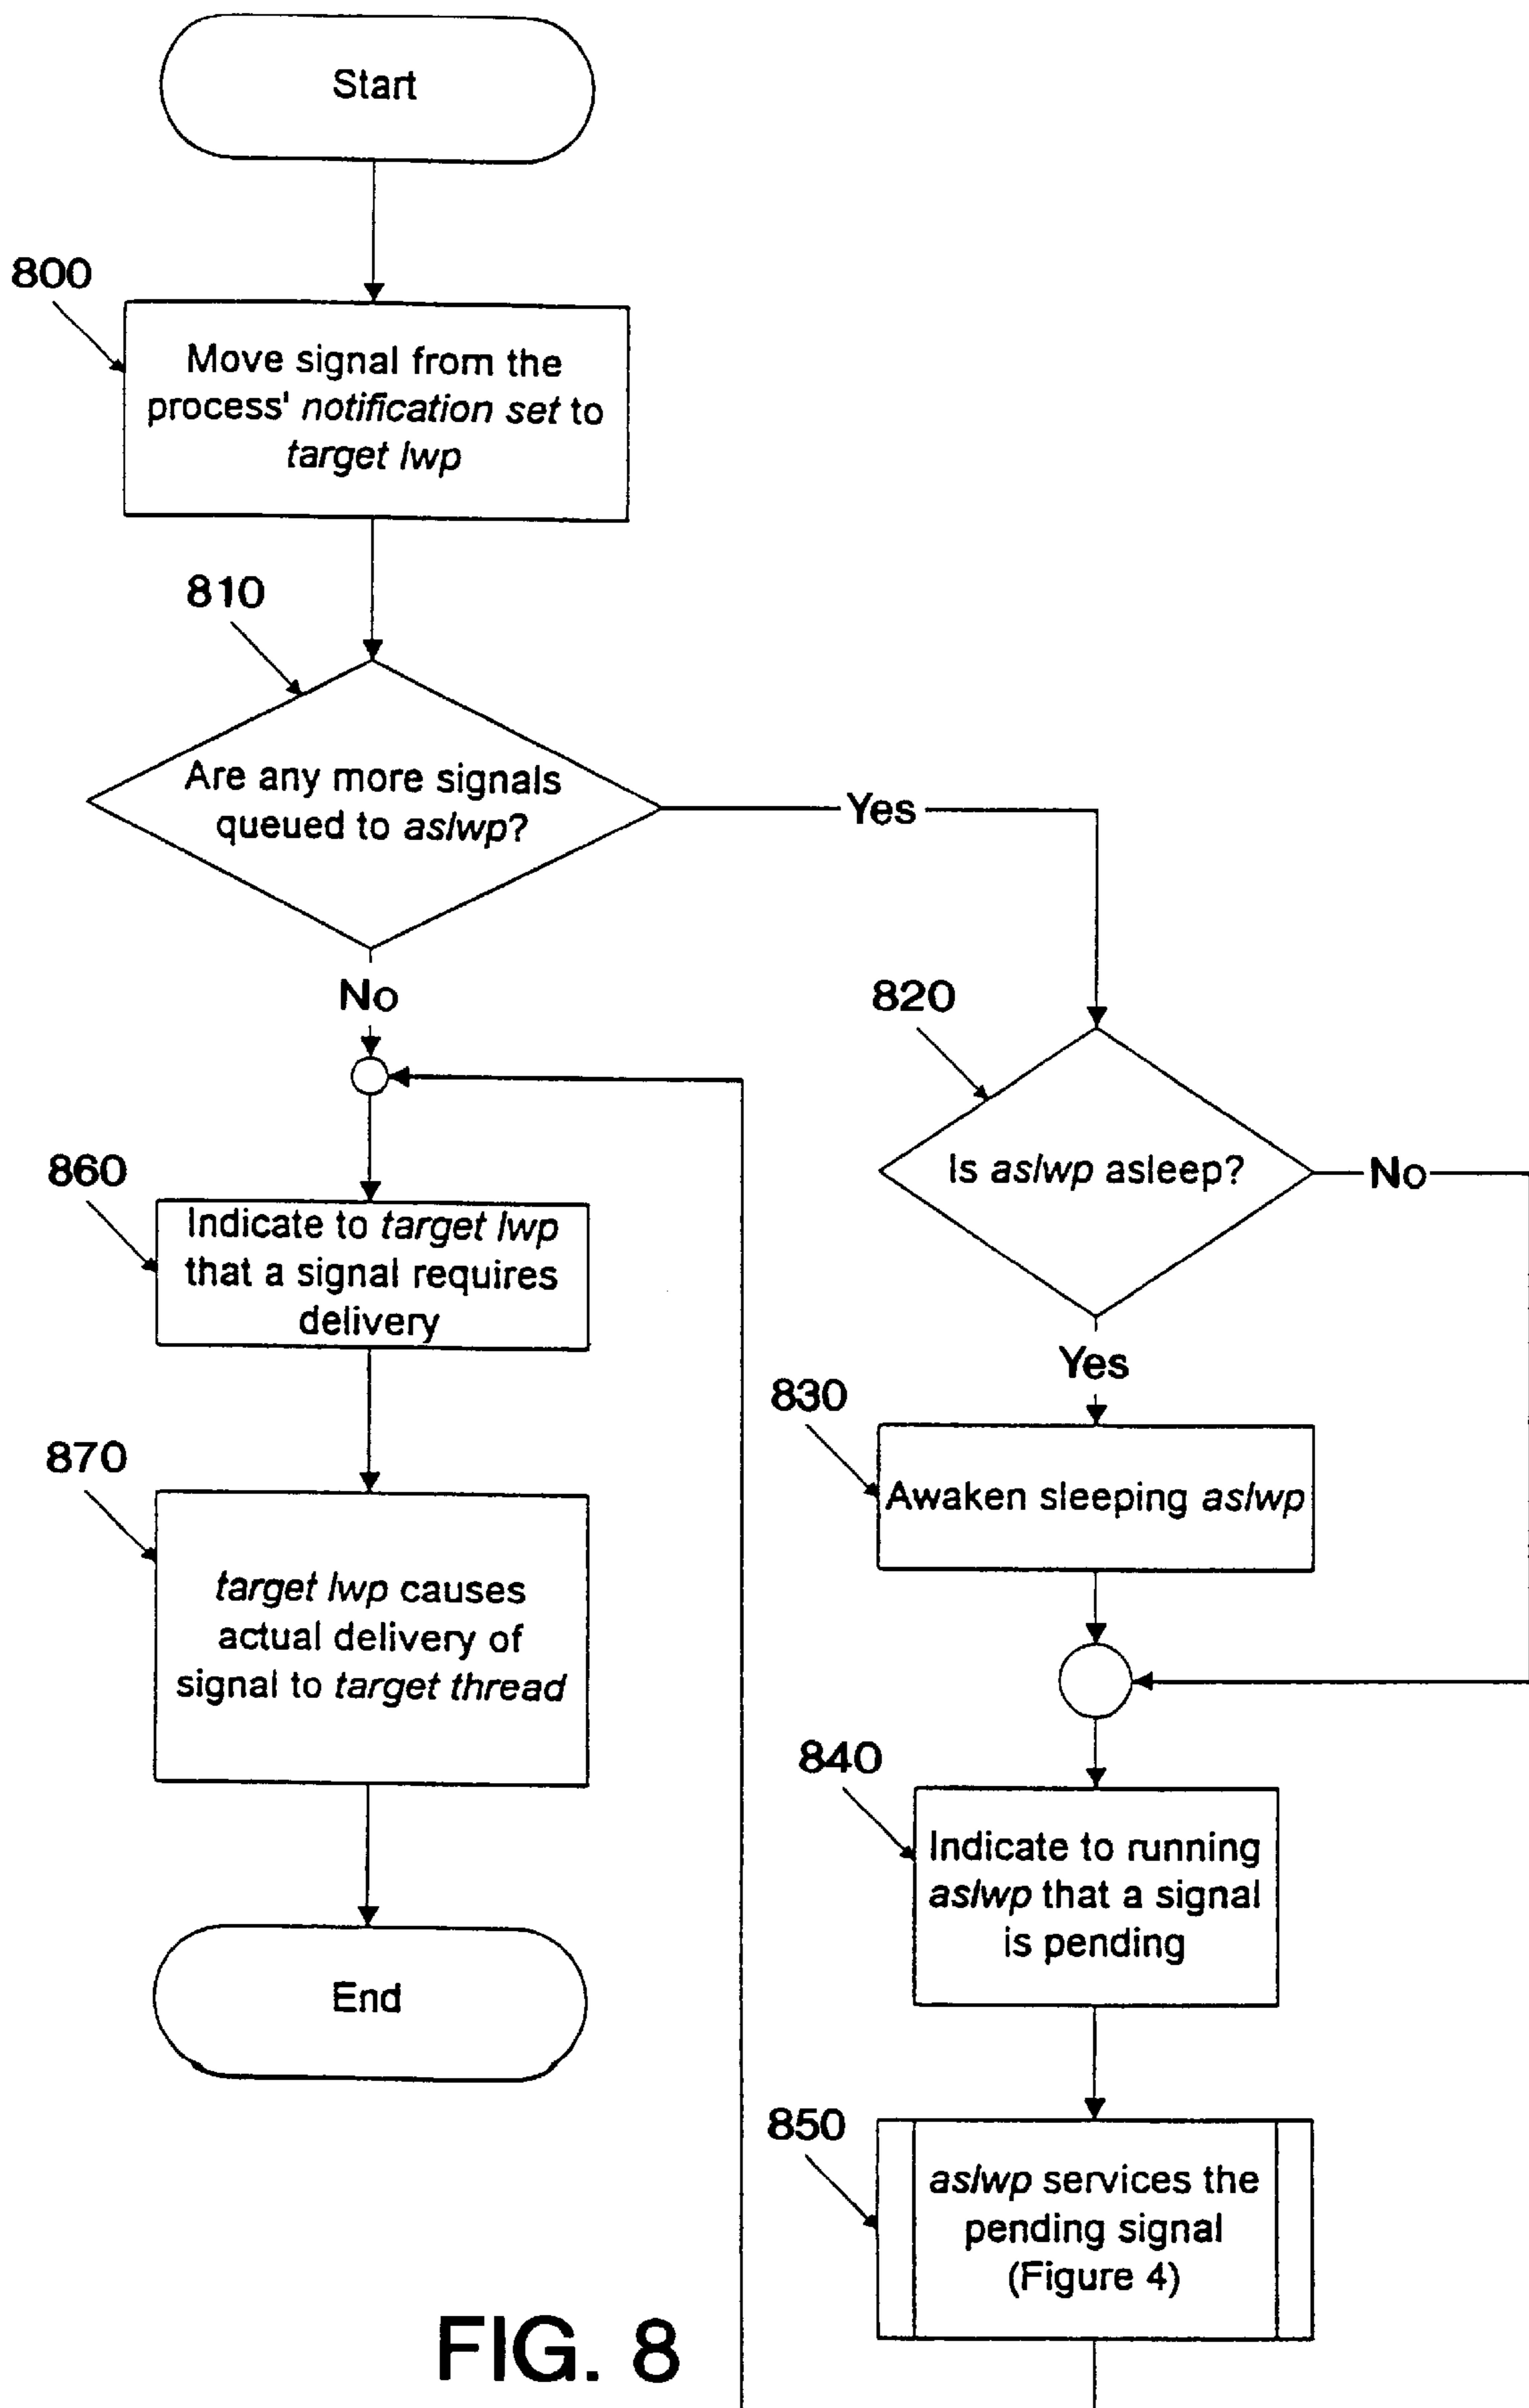 Start
800
Move signal from the
process' notification set to
target lwp
810
Are any more signals
queued to aslwp?
Yes
No
820
Is aslwp asleep?
No
860
Indicate to target lwp
that a signal requires
delivery
Yes
830
Awaken sleeping aslwp
870
target lwp causes
actual delivery of
signal to target thread
840
Indicate to running
aslwp that a signal
is pending
End
850
aslwp services the
pending signal
(Figure 4)
FIG. 8